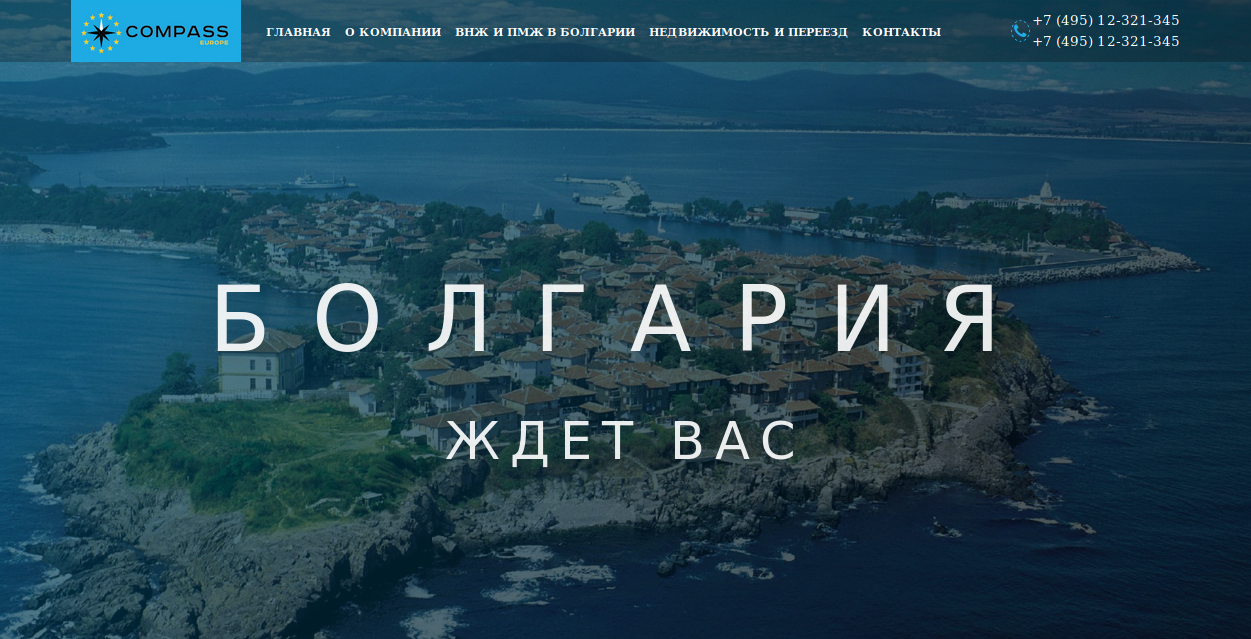 COMPASS
EUROPE
ГЛАВНАЯ О КОМПАНИИ ВНЖ И ПМЖ В БОЛГАРИИ НЕДВИЖИМОСТЬ И ПЕРЕЕЗД КОНТАКТЫ
+7 (495) 12-321-345
+7 (495) 12-321-345
БОЛГАРИЯ
ЖДЕТ ВАС